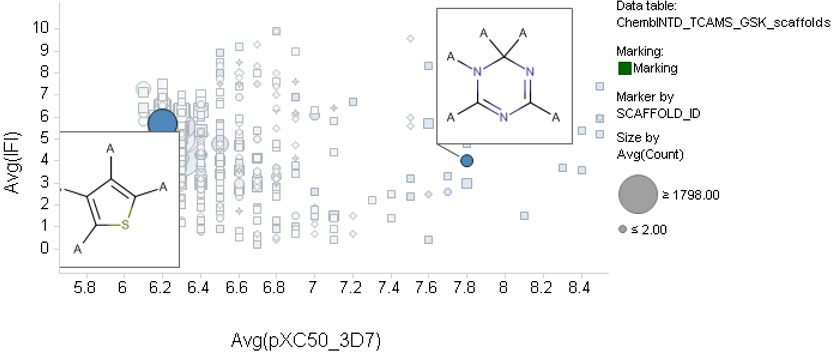 Data table:
ChemblNTD_TCAMS_GSK_scaffolds
Marking:
Marking
Marker by
SCAFFOLD_ID
Size by
Avg(Count)
≥ 1798.00
≤ 2.00
Avg(IFI)
10
9
8
7
6
5
4
3
2
1
0
A A
A
N N
A N A
A
A
S
A
5.8 6 6.2 6.4 6.6 6.8 7 7.2 7.4 7.6 7.8 8 8.2 8.4
Avg(pXC50_3D7)